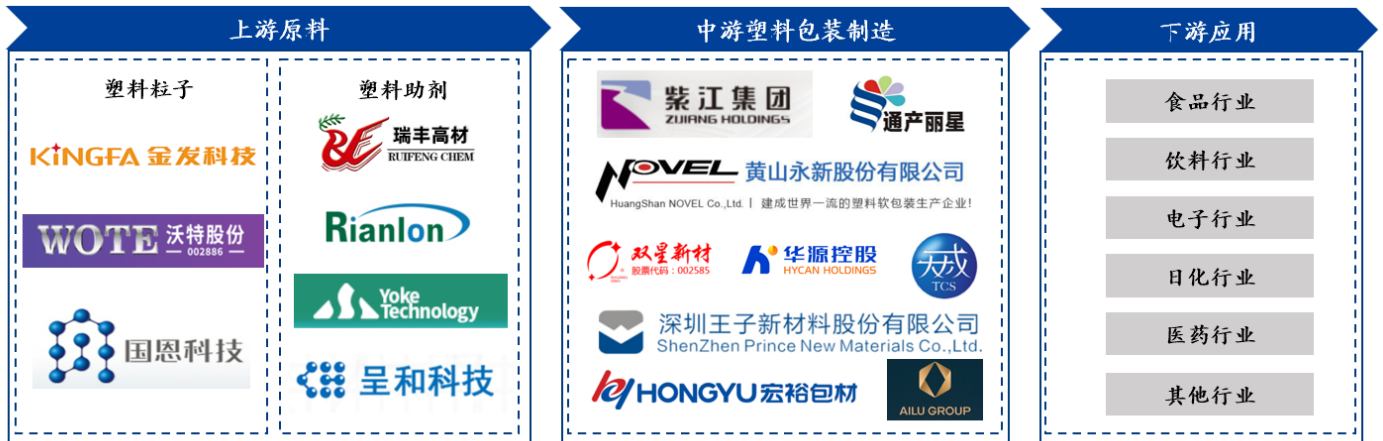 上游原料
塑料粒子
KINGFA 金发科技
WOTE 沃特股份
002886
国恩科技
塑料助剂
瑞丰高材
RUIFENG CHEM
Rianlon
Yoke
Technology
呈和科技
中游塑料包装制造
紫江集团
ZIJIANG HOLDINGS
通产丽星
NOVEL 黄山永新股份有限公司
HuangShan NOVEL Co.,Ltd. | 建成世界一流的塑料软包装生产企业!
双星新材
股票代码:002585
华源控股
HYCAN HOLDINGS
天成
TCS
深圳王子新材料股份有限公司
ShenZhen Prince New Materials Co.,Ltd.
HONGYU 宏裕包材
AILU GROUP
下游应用
食品行业
饮料行业
电子行业
日化行业
医药行业
其他行业